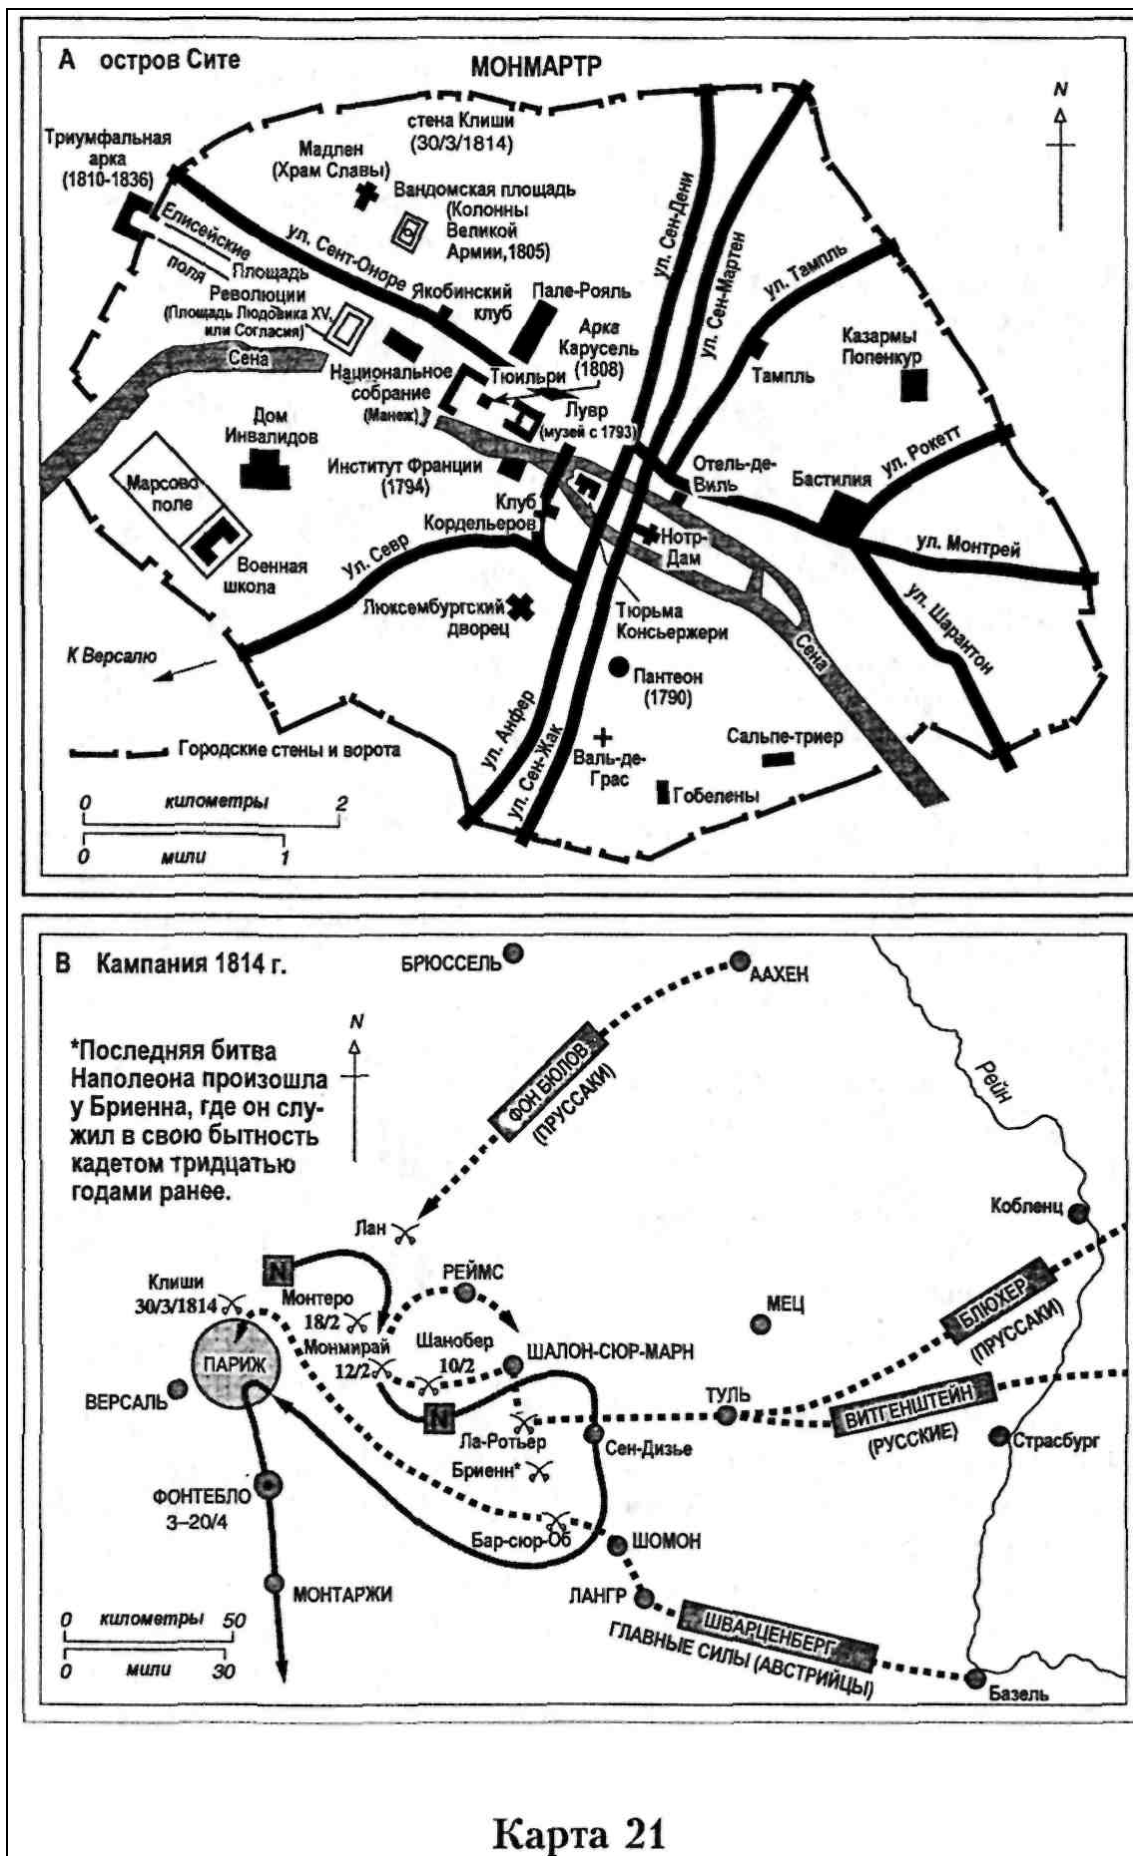 А остров Сите
МОНМАРТР
N
стена Клиши
(30/3/1814)
Триумфальная
арка
(1810-1836)
Мадлен
(Храм Славы)
Вандомская площадь
(Колонны
Великой
Армии,1805)
Елисейские
поля
ул. Сент-Оноре
ул. Сен-Дени
ул. Сен-Мартен
ул. Тампль
Площадь
Революции
(Площадь Людовика XV,
или Согласия)
Якобинский
клуб
Пале-Рояль
Арка
Карусель
(1808)
Казармы
Попенкур
Сена
Национальное
собрание
(Манеж)
Тюильри
Тампль
Лувр
(музей с 1793)
Дом
Инвалидов
Марсово
поле
Институт Франции
(1794)
Отель-де-
Виль
Бастилия
ул. Рокетт
Клуб
Кордельеров
Нотр-
Дам
ул. Монтрей
Ул. Севр
Военная
школа
Люксембургский
дворец
Тюрьма
Консьержери
ул. Шарантон
Сена
К Версалю
Пантеон
(1790)
ул. Анфер
ул. Сен-Жак
Городские стены и ворота
Валь-де-
Грас
Сальпе-триер
Гобелены
0 километры 2
0 мили 1
В Кампания 1814 г.
БРЮССЕЛЬ
ААХЕН
N
*Последняя битва
Наполеона произошла
у Бриенна, где он слу-
жил в свою бытность
кадетом тридцатью
годами ранее.
ФОН БЮЛОВ
(ПРУССАКИ)
Рейн
Кобленц
Лан
N
РЕЙМС
Клиши
30/3/1814
Монтеро
18/2
МЕЦ
БЛЮХЕР
(ПРУССАКИ)
Монмирай
12/2
Шанобер
10/2
ШАЛОН-СЮР-МАРН
ПАРИЖ
ВЕРСАЛЬ
N
ТУЛЬ
ВИТГЕНШТЕЙН
(РУССКИЕ)
Ла-Ротьер
Сен-Дизье
Страсбург
Бриенн*
ФОНТЕБЛО
3–20/4
Бар-сюр-Об
ШОМОН
МОНТАРЖИ
ЛАНГР
ШВАРЦЕНБЕРГ
ГЛАВНЫЕ СИЛЫ (АВСТРИЙЦЫ)
Базель
0 километры 50
0 мили 30
Карта 21